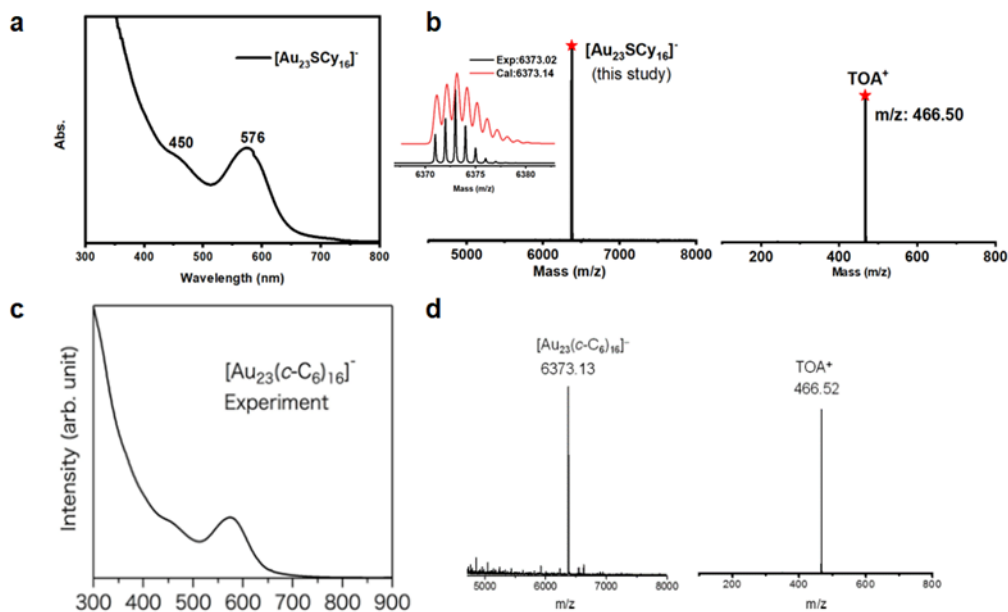 a
[Au₂₃SCy₁₆]⁻
Abs.
450
576
300 400 500 600 700 800
Wavelength (nm)
b
[Au₂₃SCy₁₆]⁻
(this study)
Exp:6373.02
Cal:6373.14
6370 6375 6380
Mass (m/z)
5000 6000 7000 8000
Mass (m/z)
TOA⁺
m/z: 466.50
200 400 600 800
Mass (m/z)
c
[Au₂₃(c-C₆)₁₆]⁻
Experiment
Intensity (arb. unit)
300 400 500 600 700 800 900
d
[Au₂₃(c-C₆)₁₆]⁻
6373.13
5000 6000 7000 8000
m/z
TOA⁺
466.52
200 400 600 800
m/z